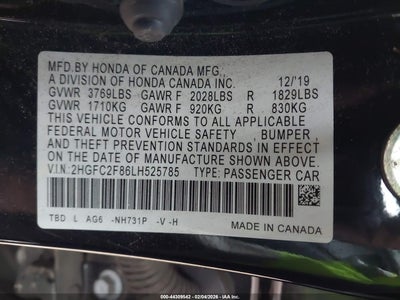 MFD.BY HONDA OF CANADA MFG.,
A DIVISION OF HONDA CANADA INC. 12/'19
GVWR 3769LBS GAWR F 2028LBS R 1829LBS
GVWR 1710KG GAWR F 920KG R 830KG
THIS VEHICLE CONFORMS TO ALL APPLICABLE
FEDERAL MOTOR VEHICLE SAFETY , BUMPER ,
AND THEFT PREVENTION STANDARDS IN EFFECT
ON THE DATE OF MANUFACTURE SHOWN ABOVE.
V.I.N: 2HGFC2F86LH525785 TYPE: PASSENGER CAR
TBD L AG6 -NH731P -V -H
MADE IN CANADA
000-44309542 - 02/04/2026 - IAA Inc.